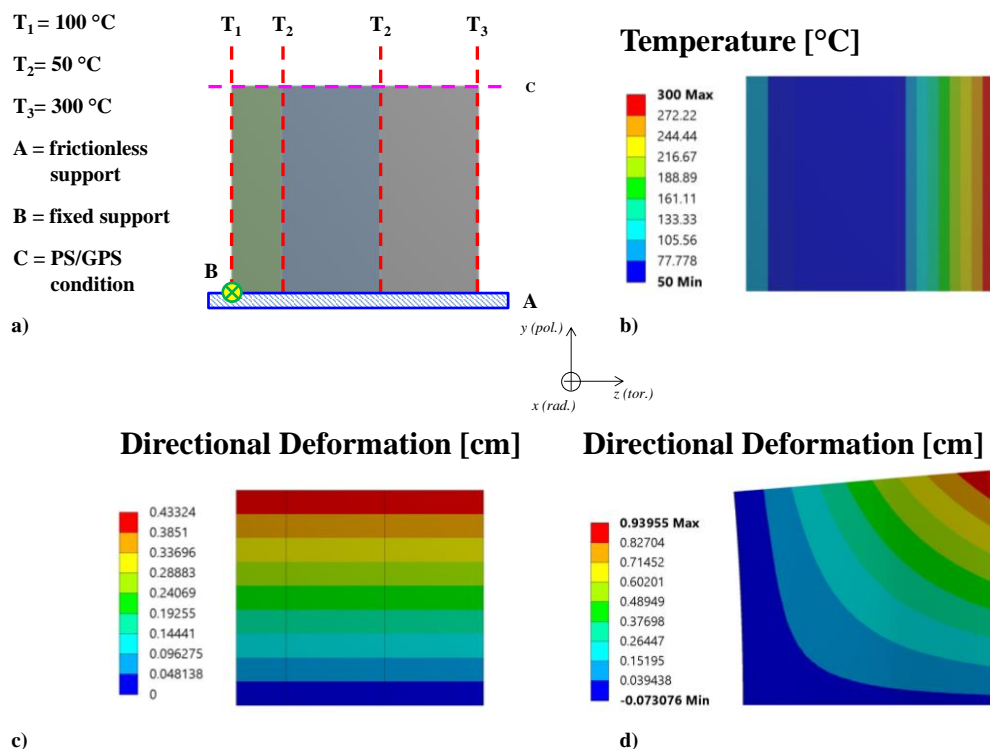 T1 = 100 °C
T2= 50 °C
T3= 300 °C
A = frictionless
support
B = fixed support
C = PS/GPS
condition
a)
T1 T2 T2 T3
C
B
A
y (pol.)
x (rad.)
z (tor.)
Temperature [°C]
300 Max
272.22
244.44
216.67
188.89
161.11
133.33
105.56
77.778
50 Min
b)
Directional Deformation [cm]
0.43324
0.3851
0.33696
0.28883
0.24069
0.19255
0.14441
0.096275
0.048138
0
c)
Directional Deformation [cm]
0.93955 Max
0.82704
0.71452
0.60201
0.48949
0.37698
0.26447
0.15195
0.039438
-0.073076 Min
d)